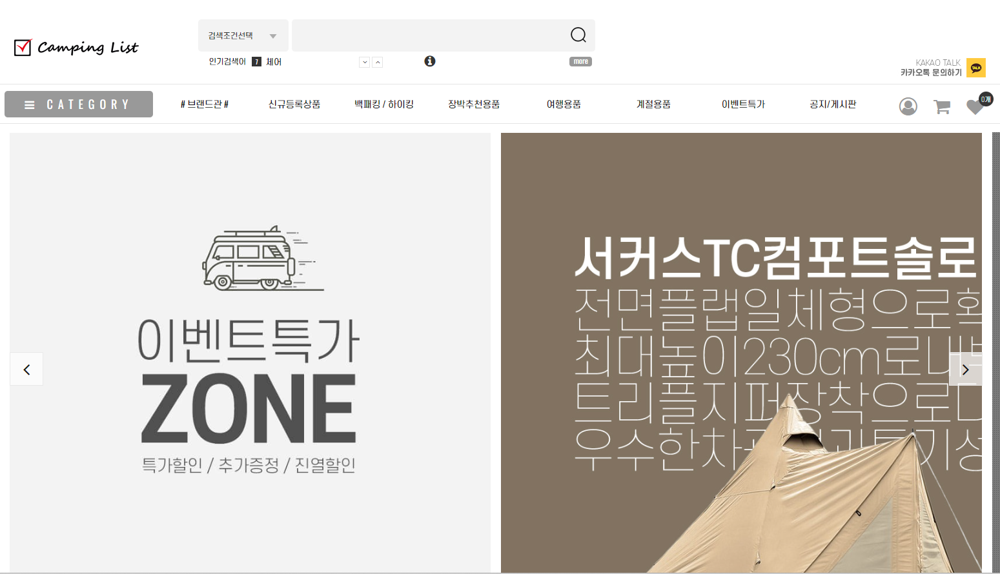 Camping List
검색조건선택
인기검색어 7 체어
more
KAKAO TALK
카카오톡 문의하기
TALK
CATEGORY
# 브랜드관 #
신규등록상품
백패킹 / 하이킹
장박추천용품
여행용품
계절용품
이벤트특가
공지/게시판
0개
이벤트특가
ZONE
특가할인 / 추가증정 / 진열할인
서커스TC컴포트솔로
전면플랩일체형으로확
최대높이230cm로
트리플지퍼장착으로
우수한차